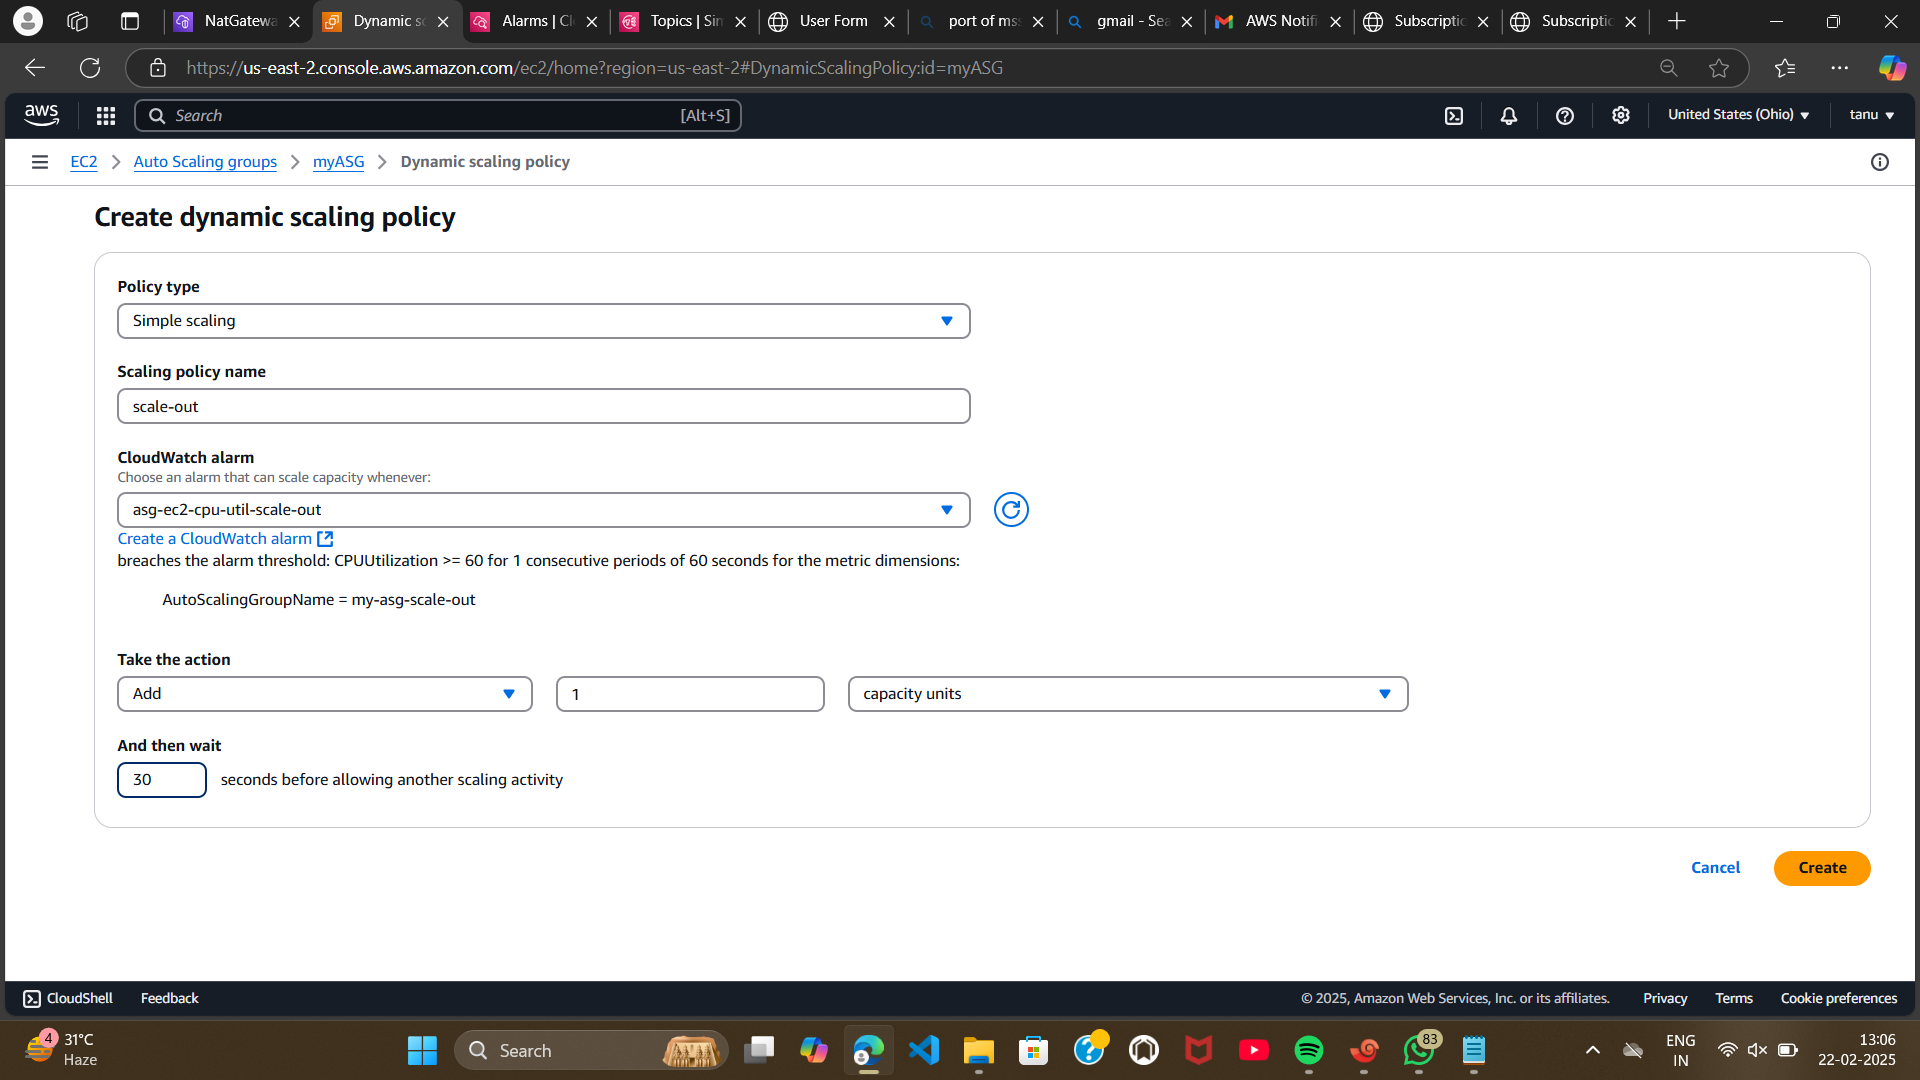 NatGatewa
Dynamic sc
Alarms | Cl
Topics | Sim
User Form
port of ms
gmail - Sea
AWS Notifi
Subscriptic
Subscriptic
https://us-east-2.console.aws.amazon.com/ec2/home?region=us-east-2#DynamicScalingPolicy:id=myASG
aws
Search
[Alt+S]
United States (Ohio)
tanu
EC2
Auto Scaling groups
myASG
Dynamic scaling policy
Create dynamic scaling policy
Policy type
Simple scaling
Scaling policy name
scale-out
CloudWatch alarm
Choose an alarm that can scale capacity whenever:
asg-ec2-cpu-util-scale-out
Create a CloudWatch alarm
breaches the alarm threshold: CPUUtilization >= 60 for 1 consecutive periods of 60 seconds for the metric dimensions:
AutoScalingGroupName = my-asg-scale-out
Take the action
Add
1
capacity units
And then wait
30
seconds before allowing another scaling activity
Cancel
Create
CloudShell
Feedback
© 2025, Amazon Web Services, Inc. or its affiliates.
Privacy
Terms
Cookie preferences
4
31°C
Haze
Search
83
ENG
IN
13:06
22-02-2025